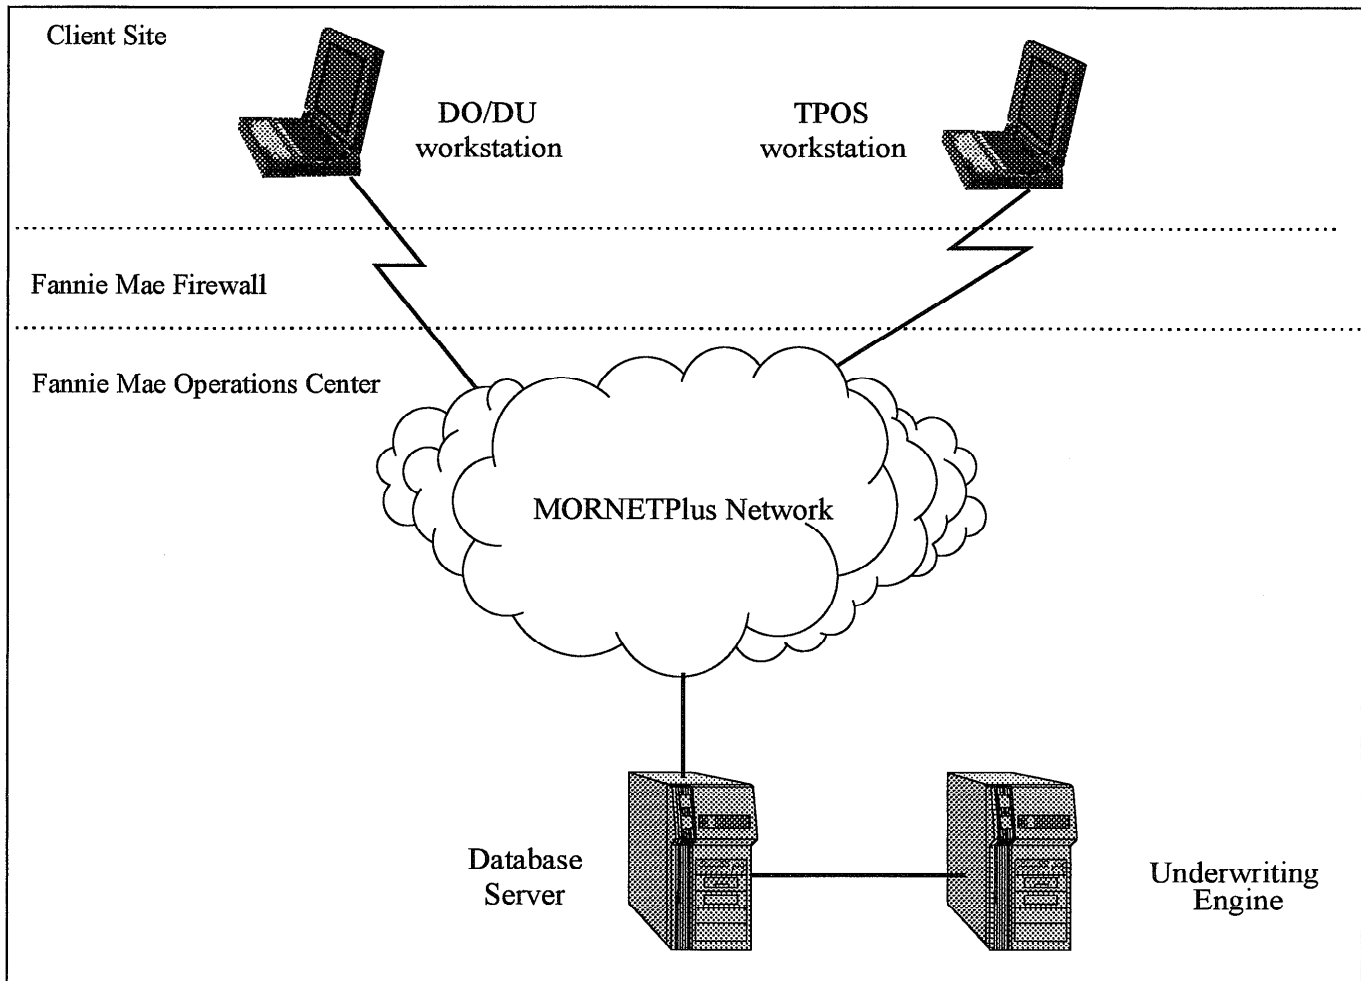 Client Site
DO/DU
workstation
TPOS
workstation
Fannie Mae Firewall
Fannie Mae Operations Center
MORNETPlus Network
Database
Server
Underwriting
Engine